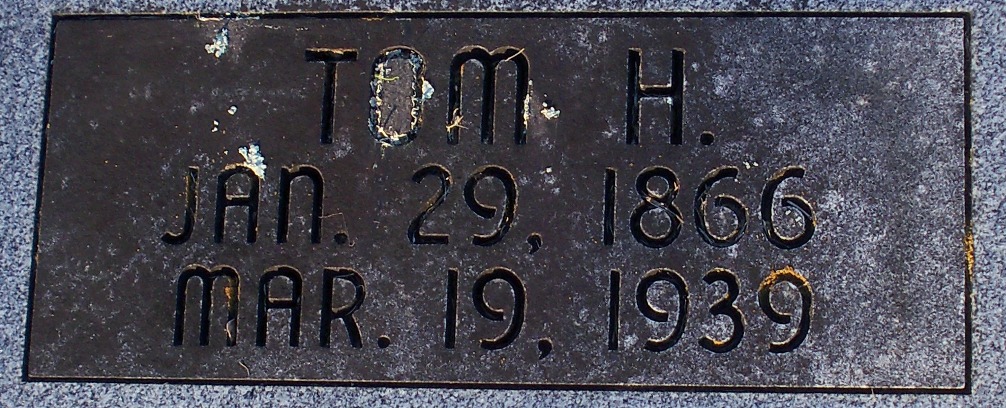 TOM H.
JAN. 29, 1866
MAR. 19, 1939